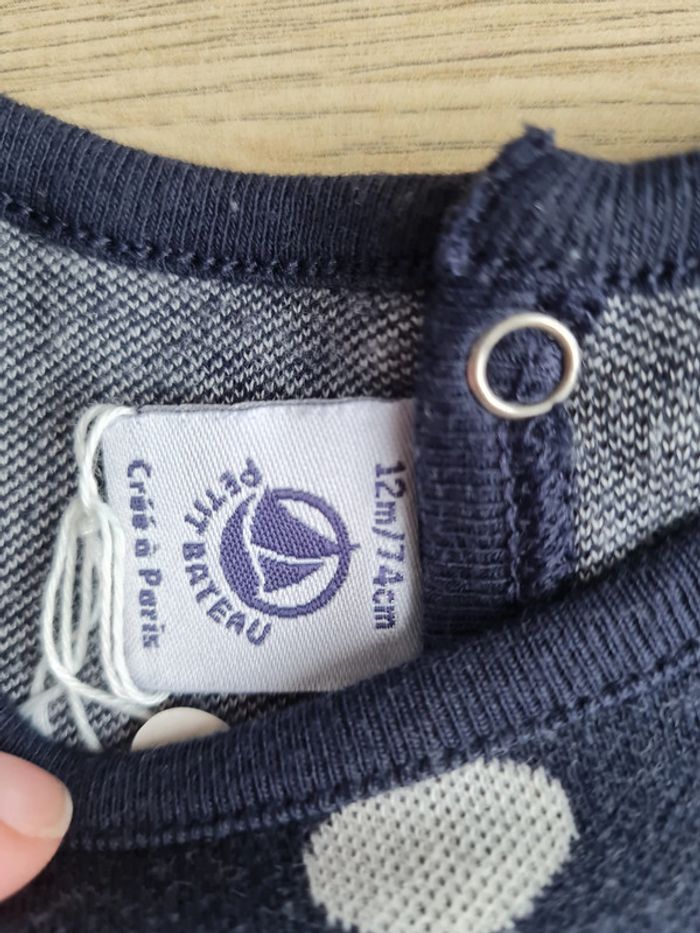 12m/74cm
PETIT BATEAU
Créé à Paris